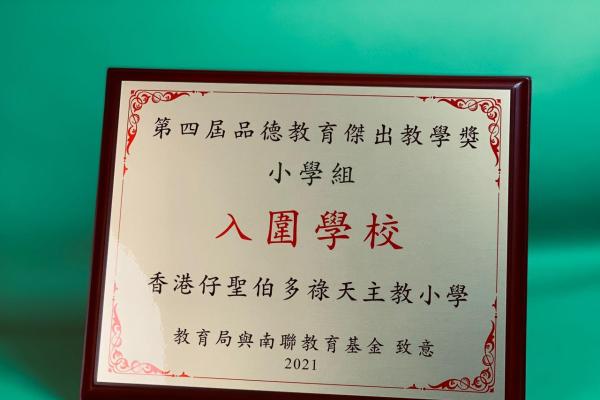 第四屆品德教育傑出教學獎
小學組
入圍學校
香港仔聖伯多祿天主教小學
教育局與南聯教育基金 致意
2021